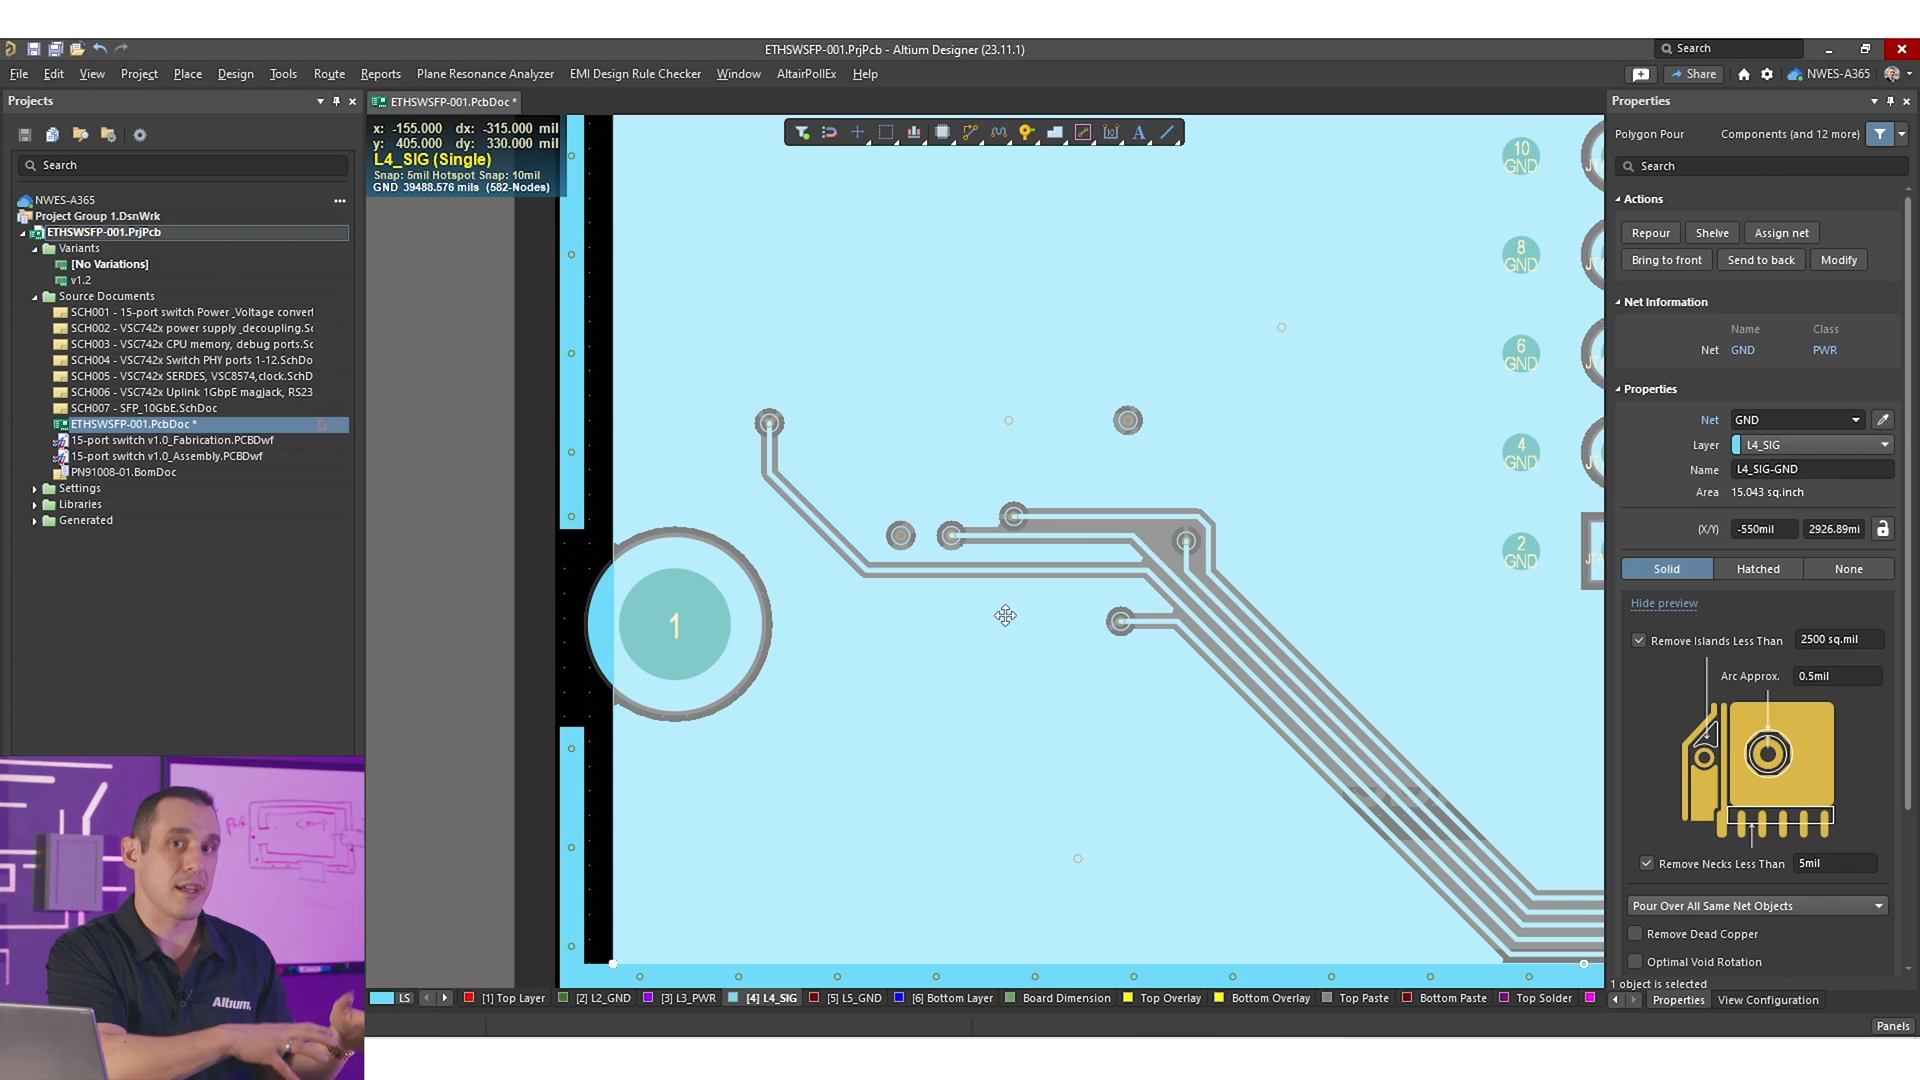 ETHSWSFP-001.PrjPcb - Altium Designer (23.11.1)
Search
File Edit View Project Place Design Tools Route Reports Plane Resonance Analyzer EMI Design Rule Checker Window AltairPollEx Help
Share
NWES-A365
Projects
Search
NWES-A365
Project Group 1.DsnWrk
ETHSWSFP-001.PrjPcb
Variants
[No Variations]
v1.2
Source Documents
SCH001 - 15-port switch Power _Voltage convert
SCH002 - VSC742x power supply _decoupling.Sc
SCH003 - VSC742x CPU memory, debug ports.Sc
SCH004 - VSC742x Switch PHY ports 1-12.SchDo
SCH005 - VSC742x SERDES, VSC8574,clock.SchD
SCH006 - VSC742x Uplink 1GbpE magjack, RS23
SCH007 - SFP_10GbE.SchDoc
ETHSWSFP-001.PcbDoc *
15-port switch v1.0_Fabrication.PCBDwf
15-port switch v1.0_Assembly.PCBDwf
PN91008-01.BomDoc
Settings
Libraries
Generated
ETHSWSFP-001.PcbDoc *
x: -155.000 dx: -315.000 mil
y: 405.000 dy: 330.000 mil
L4_SIG (Single)
Snap: 5mil Hotspot Snap: 10mil
GND 39488.576 mils (582-Nodes)
10
GND
8
GND
6
GND
4
GND
2
GND
1
Altium
LS [1] Top Layer [2] L2_GND [3] L3_PWR [4] L4_SIG [5] L5_GND [6] Bottom Layer Board Dimension Top Overlay Bottom Overlay Top Paste Bottom Paste Top Solder
Properties
Polygon Pour Components (and 12 more)
Search
Actions
Repour Shelve Assign net
Bring to front Send to back Modify
Net Information
Name Class
Net GND PWR
Properties
Net GND
Layer L4_SIG
Name L4_SIG-GND
Area 15.043 sq.inch
(X/Y) -550mil 2926.89mi
Solid Hatched None
Hide preview
Remove Islands Less Than 2500 sq.mil
Arc Approx. 0.5mil
Remove Necks Less Than 5mil
Pour Over All Same Net Objects
Remove Dead Copper
Optimal Void Rotation
1 object is selected
Properties View Configuration
Panels